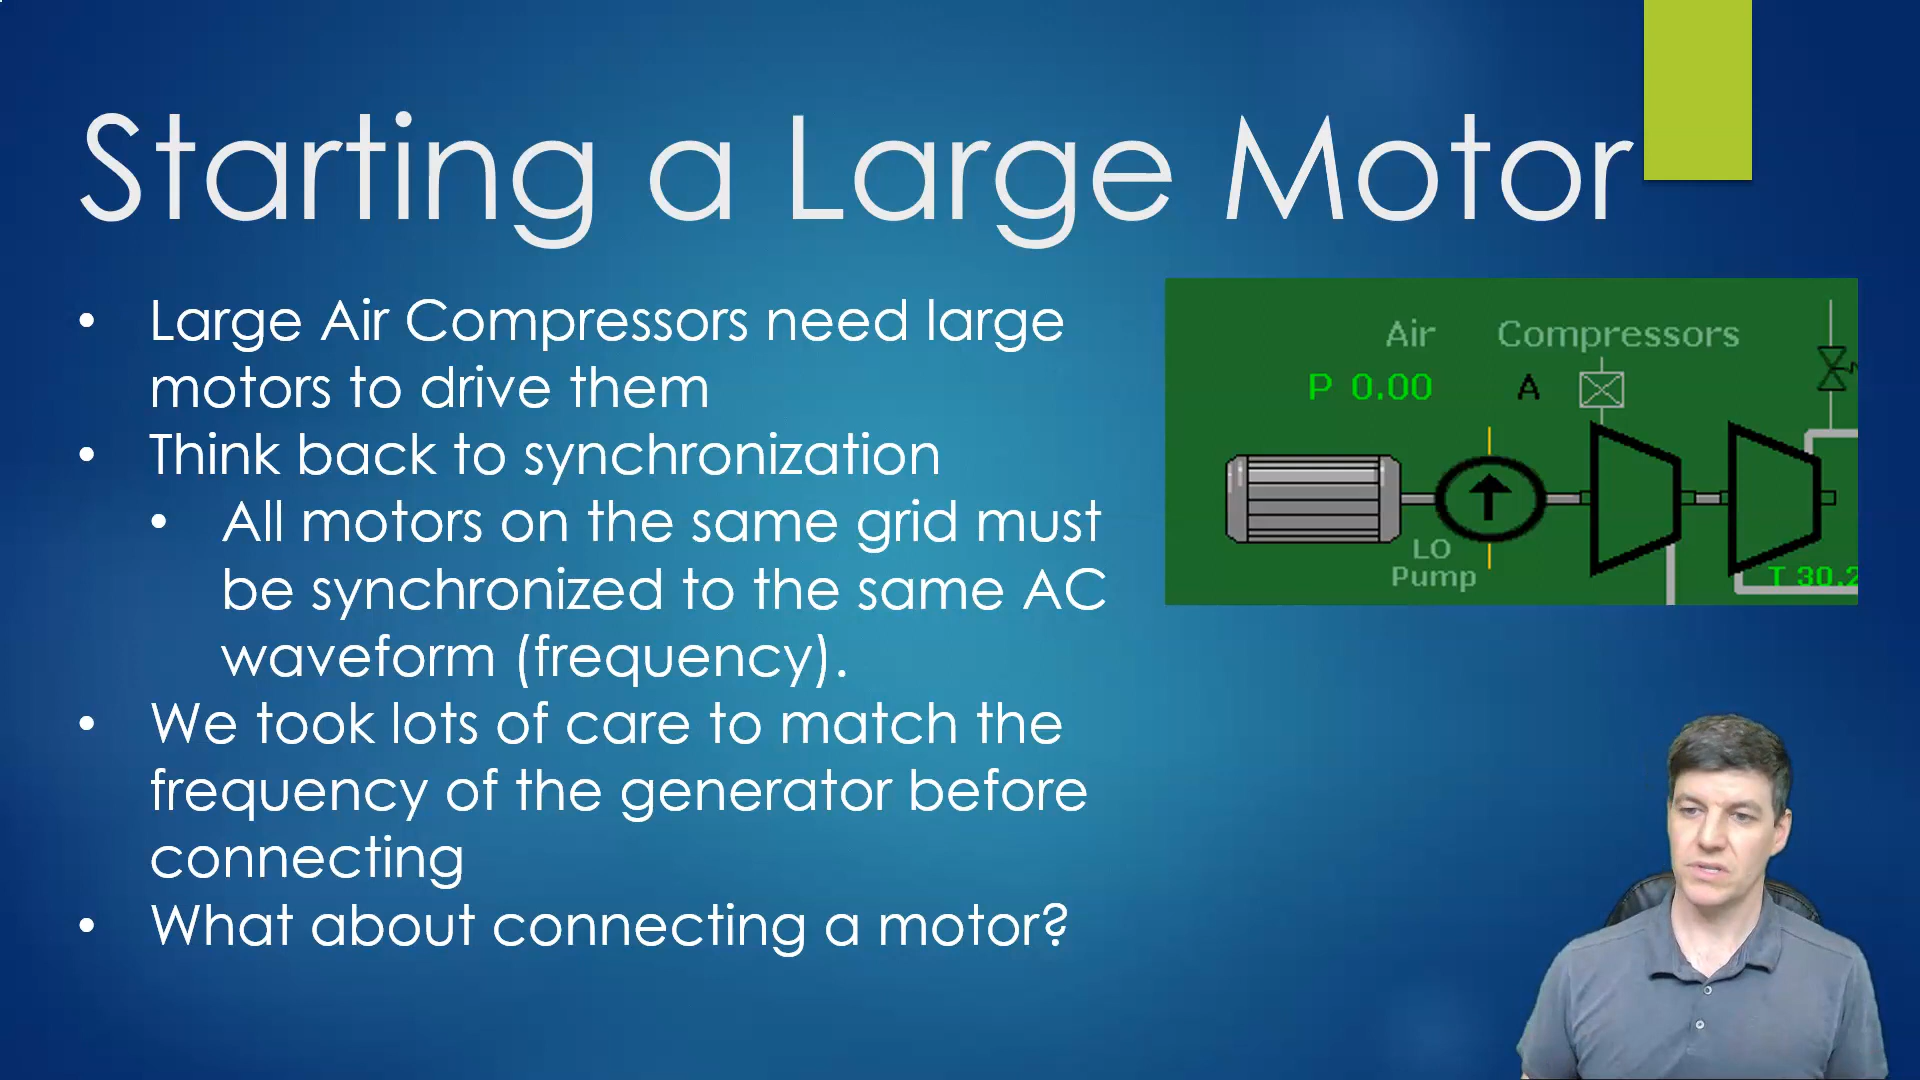 Starting a Large Motor
• Large Air Compressors need large
motors to drive them
• Think back to synchronization
• All motors on the same grid must
be synchronized to the same AC
waveform (frequency).
• We took lots of care to match the
frequency of the generator before
connecting
• What about connecting a motor?
Air Compressors
P 0.00 A
LO
Pump
T 30.2